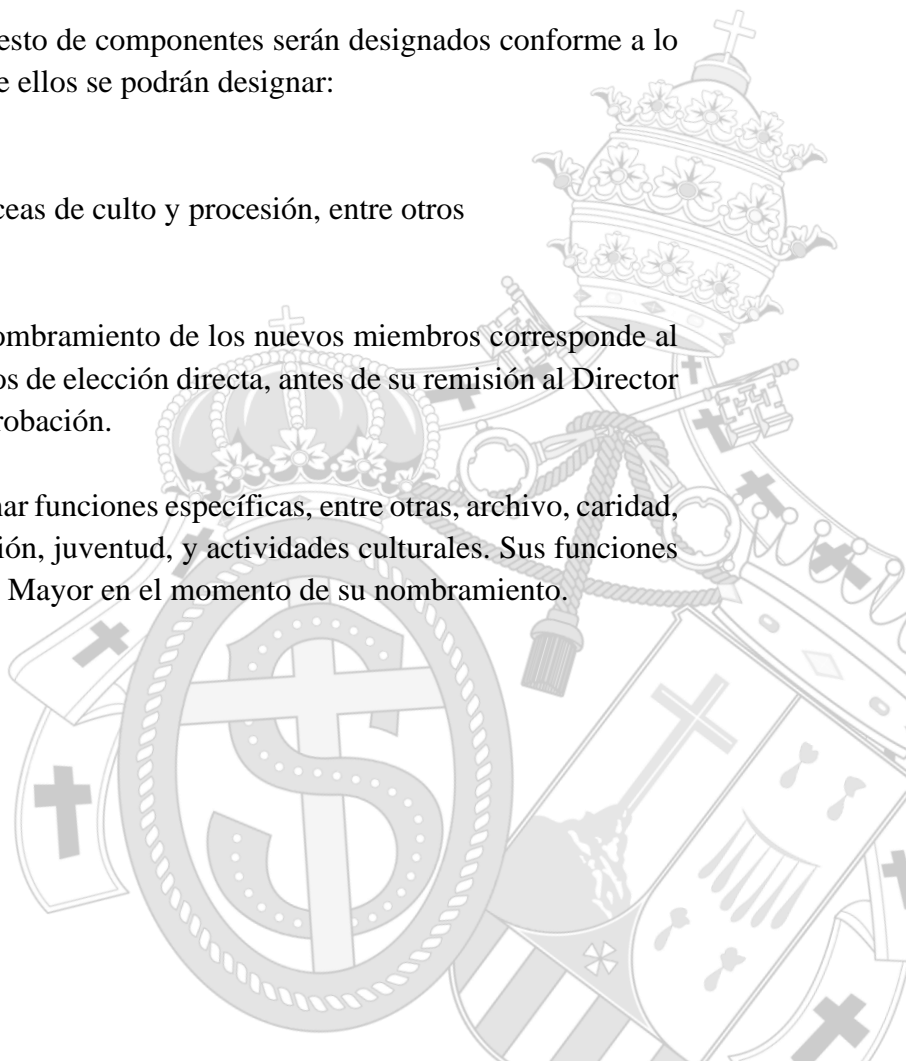 esto de componentes serán designados conforme a lo
e ellos se podrán designar:
ceas de culto y procesión, entre otros
ombramiento de los nuevos miembros corresponde al
os de elección directa, antes de su remisión al Director
robación.
nar funciones específicas, entre otras, archivo, caridad,
ión, juventud, y actividades culturales. Sus funciones
Mayor en el momento de su nombramiento.
S